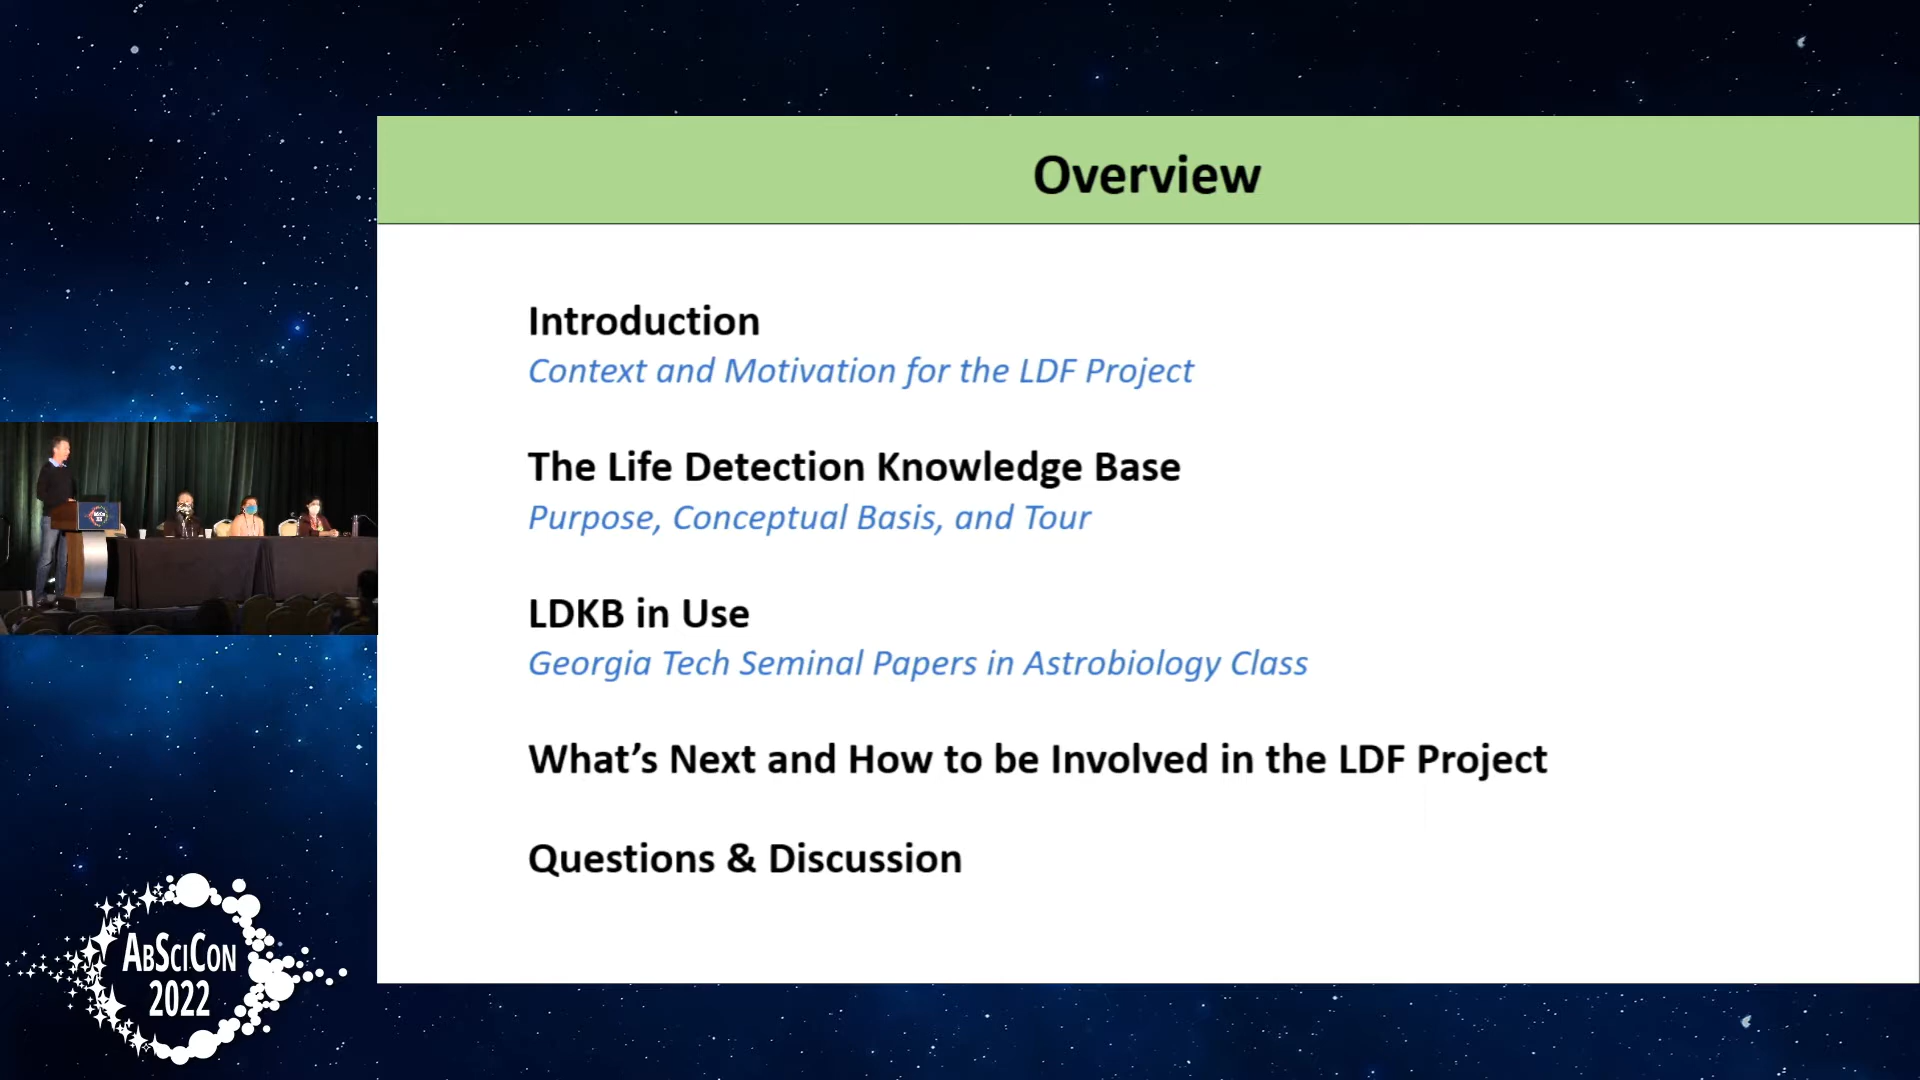 Overview
Introduction
Context and Motivation for the LDF Project
The Life Detection Knowledge Base
Purpose, Conceptual Basis, and Tour
LDKB in Use
Georgia Tech Seminal Papers in Astrobiology Class
What’s Next and How to be Involved in the LDF Project
Questions & Discussion
ABSCICON
2022